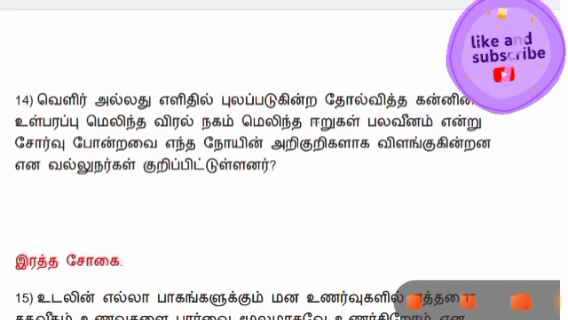 like and
subscribe
14) வெளிர் அல்லது எளிதில் புலப்படுகின்ற தோல்வித்த
உள்பரப்பு மெலிந்த விரல் நகம் மெலிந்த ஈறுகள் பலவீனம் என்று
சோர்வு போன்றவை எந்த நோயின் அறிகுறிகளாக விளங்குகின்றன
என வல்லுநர்கள் குறிப்பிட்டுள்ளனர்?
இரத்த சோகை.
15) உடலின் எல்லா பாகங்களுக்கும் மன உணர்வுகளில்